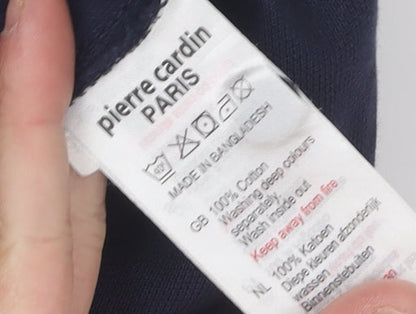 pierre cardin
PARIS
40
MADE IN BANGLADESH
GB 100% Cotton
Washing deep colours
separately
Wash inside out
Keep away from fire
NL 100% Katoen
Diepe kleuren afzonderlijk
wassen
Binnenstebuiten